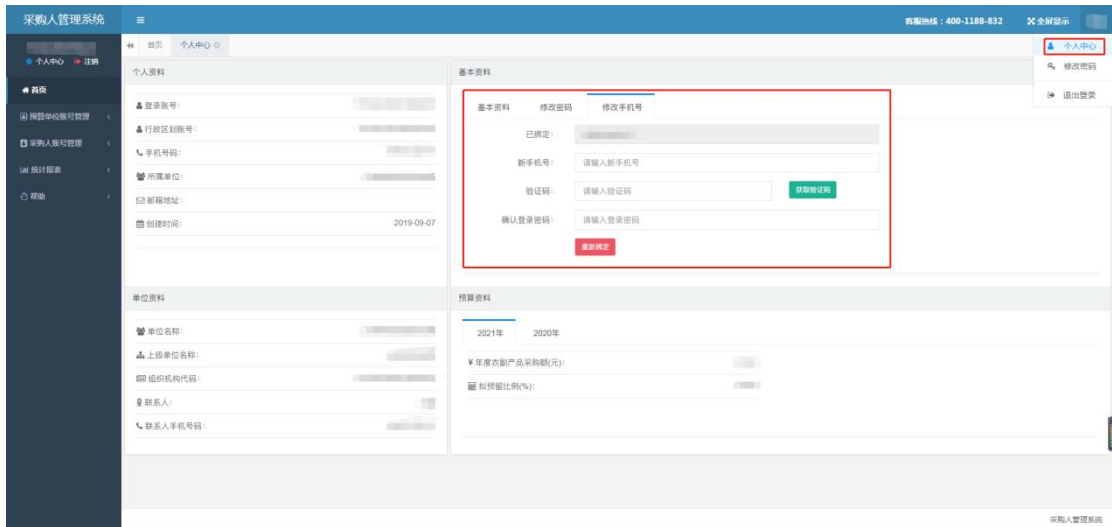 采购人管理系统
客服热线：400-1188-832
全屏显示
个人中心
注销
首页
个人中心
个人中心
修改密码
退出登录
首页
预算单位账号管理
采购人账号管理
统计报表
帮助
个人资料
登录账号：
行政区划账号：
手机号码：
所属单位：
邮箱地址：
创建时间： 2019-09-07
基本资料
基本资料 修改密码 修改手机号
已绑定：
新手机号： 请输入新手机号
验证码： 请输入验证码 获取验证码
确认登录密码： 请输入登录密码
重新绑定
单位资料
单位名称：
上级单位名称：
组织机构代码：
联系人：
联系人手机号码：
预算资料
2021年 2020年
¥年度农副产品采购额(元)：
拟预留比例(%)：
采购人管理系统